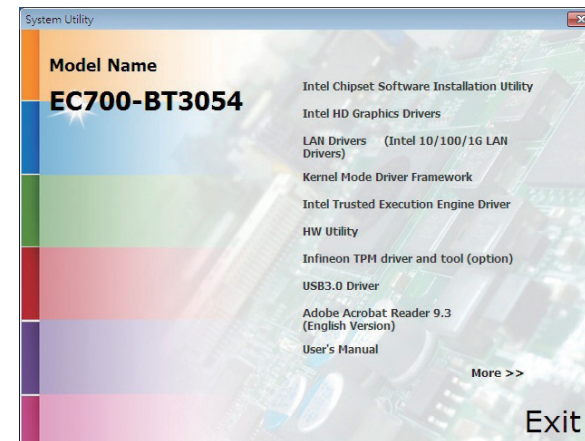 System Utility
Model Name
EC700-BT3054
Intel Chipset Software Installation Utility
Intel HD Graphics Drivers
LAN Drivers (Intel 10/100/1G LAN
Drivers)
Kernel Mode Driver Framework
Intel Trusted Execution Engine Driver
HW Utility
Infineon TPM driver and tool (option)
USB3.0 Driver
Adobe Acrobat Reader 9.3
(English Version)
User's Manual
More >>
Exit